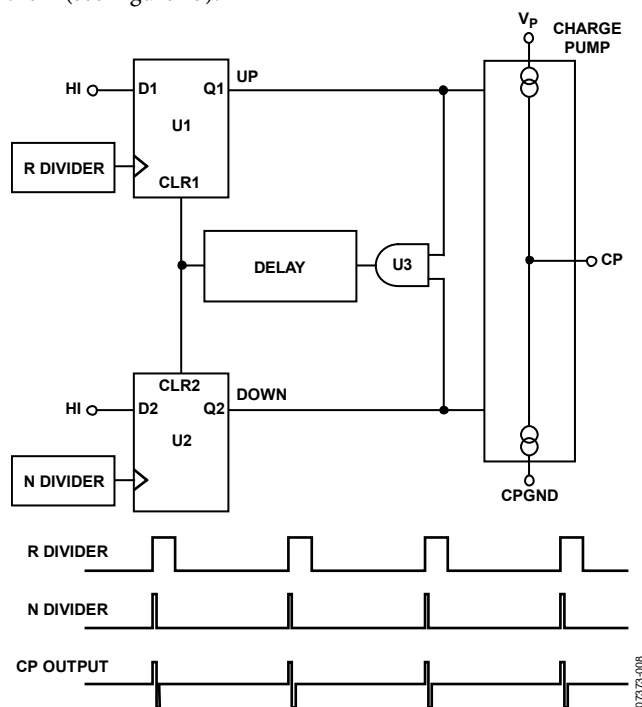 VP
CHARGE
PUMP
UP
HI
D1
Q1
U1
R DIVIDER
CLR1
DELAY
U3
CP
CLR2
DOWN
HI
D2
Q2
U2
N DIVIDER
CPGND
R DIVIDER
N DIVIDER
CP OUTPUT
07373-008